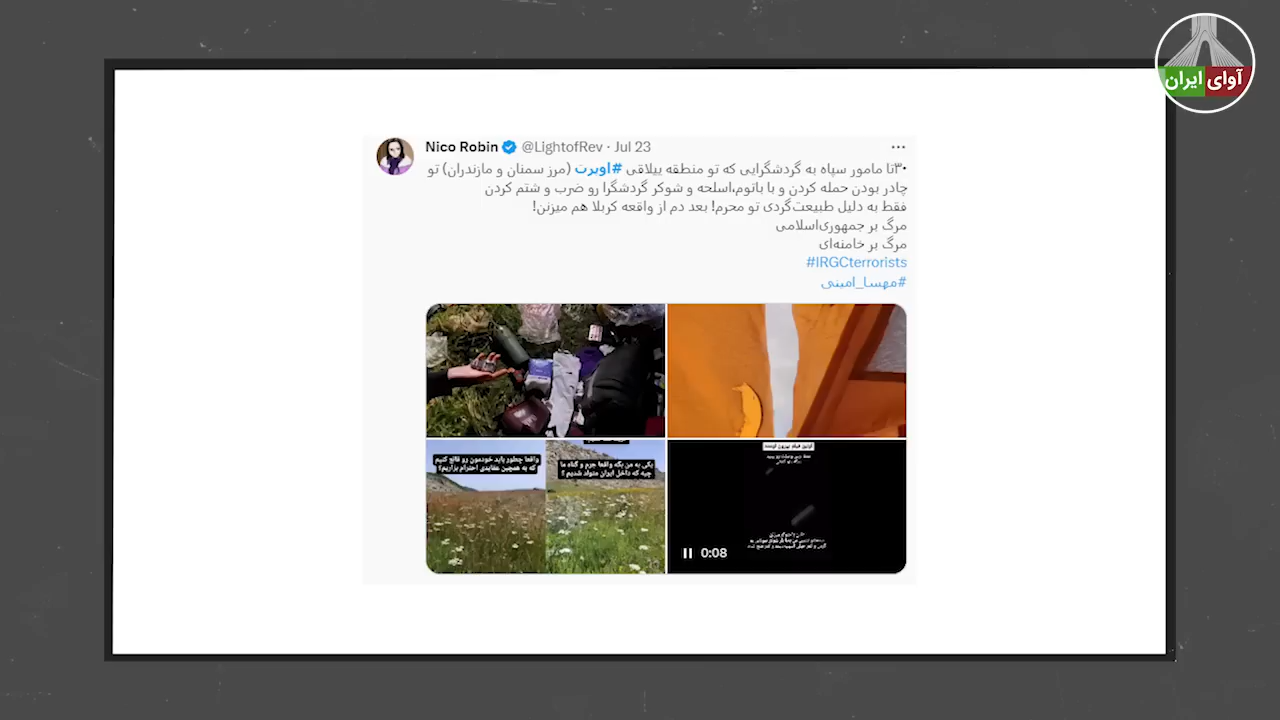 آوای ایران
Nico Robin @LightofRev · Jul 23
۳۰تا مامور سپاه به گردشگرایی که تو منطقه ییلاقی #اوپرت (مرز سمنان و مازندران) تو
چادر بودن حمله کردن و با باتوم،اسلحه و شوکر گردشگرا رو ضرب و شتم کردن
فقط به دلیل طبیعت‌گردی تو محرم! بعد دم از واقعه کربلا هم میزنن!
مرگ بر جمهوری‌اسلامی
مرگ بر خامنه‌ای
#IRGCterrorists
#مهسا_امینی
واقعا چطور باید خودمون رو قانع کنیم
که به همچین عقایدی احترام بزاریم؟
یکی به من بگه واقعا جرم و گناه ما
چیه که داخل ایران متولد شدیم ؟
0:08